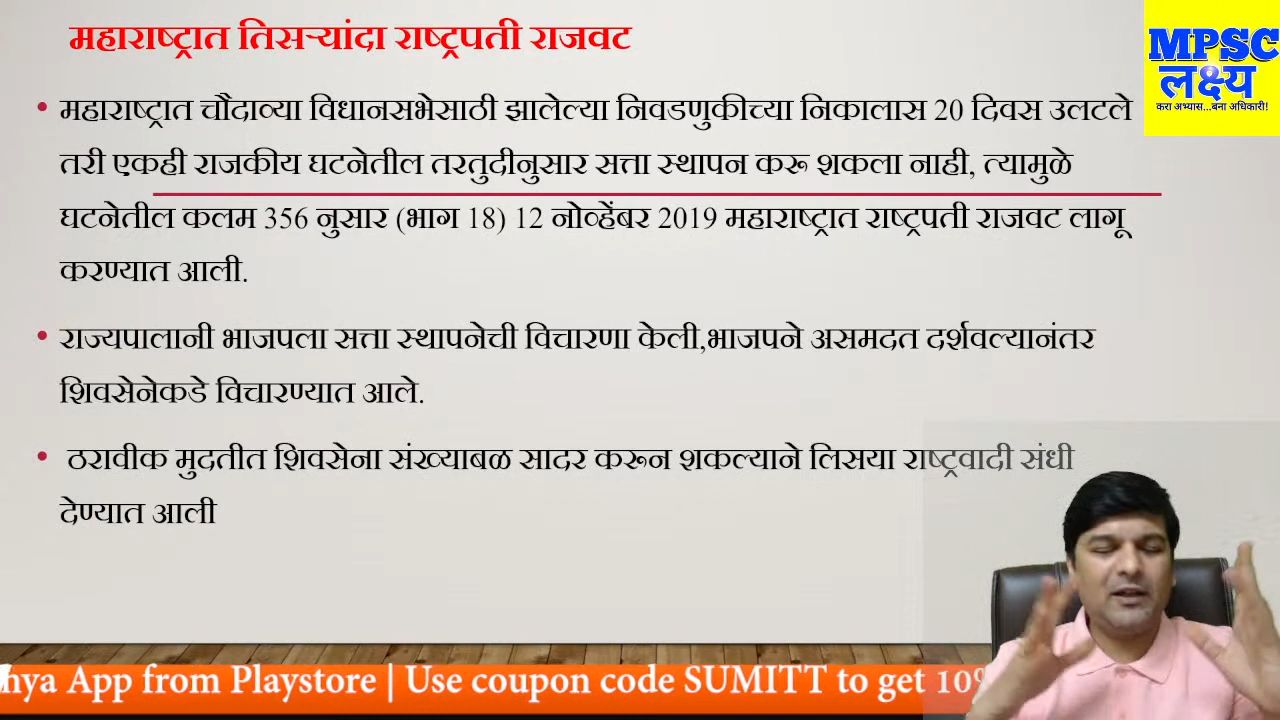 महाराष्ट्रात तिसऱ्यांदा राष्ट्रपती राजवट
MPSC
लक्ष्य
करा अभ्यास...बना अधिकारी!
• महाराष्ट्रात चौदाव्या विधानसभेसाठी झालेल्या निवडणुकीच्या निकालास 20 दिवस उलटले
तरी एकही राजकीय घटनेतील तरतुदीनुसार सत्ता स्थापन करू शकला नाही, त्यामुळे
घटनेतील कलम 356 नुसार (भाग 18) 12 नोव्हेंबर 2019 महाराष्ट्रात राष्ट्रपती राजवट लागू
करण्यात आली.
• राज्यपालानी भाजपला सत्ता स्थापनेची विचारणा केली,भाजपने असमदत दर्शवल्यानंतर
शिवसेनेकडे विचारण्यात आले.
• ठरावीक मुदतीत शिवसेना संख्याबळ सादर करून शकल्याने लिसया राष्ट्रवादी संधी
देण्यात आली
nya App from Playstore | Use coupon code SUMITT to get 10%